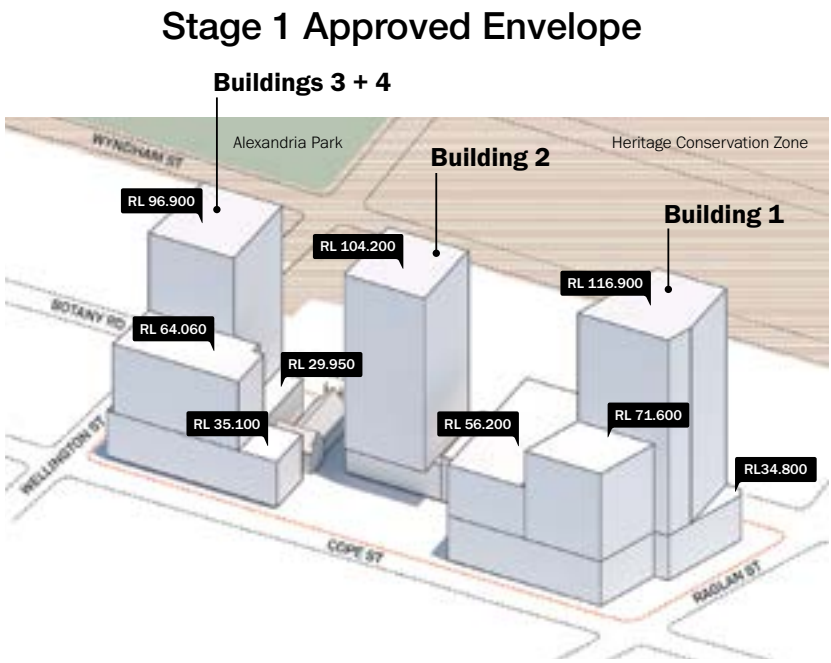 Stage 1 Approved Envelope
Buildings 3 + 4
WYNDHAM ST
Alexandria Park
Heritage Conservation Zone
Building 2
RL 96.900
Building 1
RL 104.200
RL 116.900
BOTANY RD
RL 64.060
RL 29.950
RL 35.100
RL 56.200
RL 71.600
WELLINGTON ST
RL34.800
COPE ST
RAGLAN ST